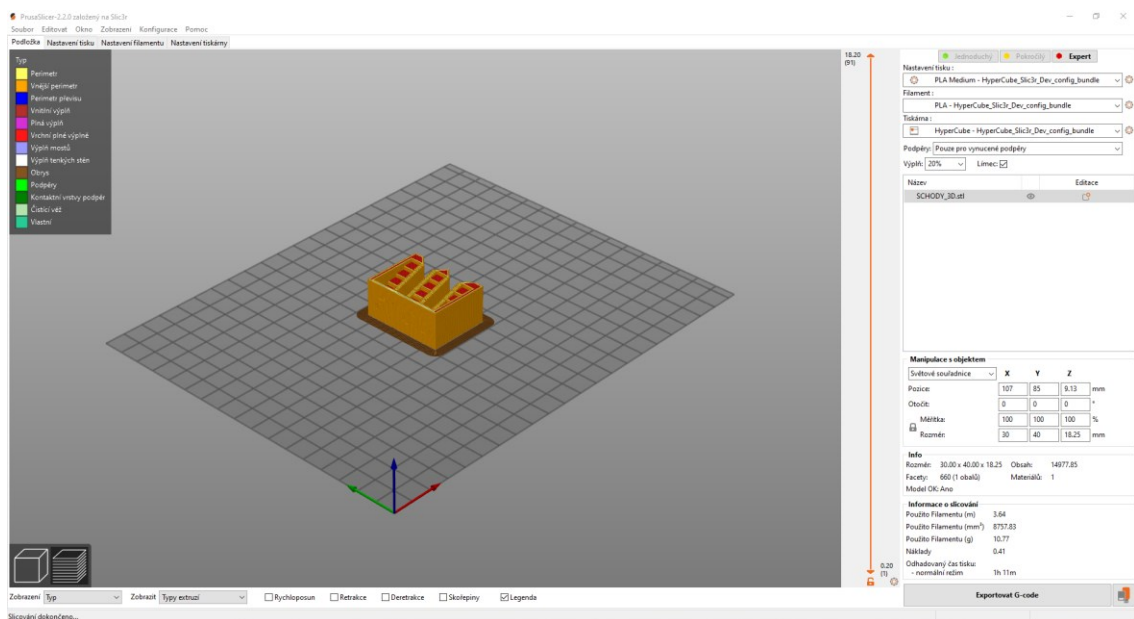 PrusaSlicer-2.2.0 založený na Slic3r
Soubor Editovat Okno Zobrazení Konfigurace Pomoc
Podložka Nastavení tisku Nastavení filamentu Nastavení tiskárny
Typ
Perimetr
Vnější perimetr
Perimetr převisu
Vnitřní výplň
Plná výplň
Vrchní plné výplně
Výplň mostů
Výplň tenkých stěn
Obrys
Podpěry
Kontaktní vrstvy podpěr
Čistící věž
Vlastní
18.20
(91)
0.20
(1)
Jednoduchý Pokročilý Expert
Nastavení tisku :
PLA Medium - HyperCube_Slic3r_Dev_config_bundle
Filament :
PLA - HyperCube_Slic3r_Dev_config_bundle
Tiskárna :
HyperCube - HyperCube_Slic3r_Dev_config_bundle
Podpěry: Pouze pro vynucené podpěry
Výplň: 20% Límec:
Název Editace
SCHODY_3D.stl
Manipulace s objektem
Světové souřadnice X Y Z
Pozice: 107 85 9.13 mm
Otočit: 0 0 0 °
Měřítka: 100 100 100 %
Rozměr: 30 40 18.25 mm
Info
Rozměr: 30.00 x 40.00 x 18.25 Obsah: 14977.85
Facety: 660 (1 obalů) Materiálů: 1
Model OK: Ano
Informace o slicování
Použito Filamentu (m) 3.64
Použito Filamentu (mm³) 8757.83
Použito Filamentu (g) 10.77
Náklady 0.41
Odhadovaný čas tisku:
- normální režim 1h 11m
Exportovat G-code
Zobrazení Typ Zobrazit Typy extruzí Rychloposun Retrakce Deretrakce Skořepiny Legenda
Slicování dokončeno...